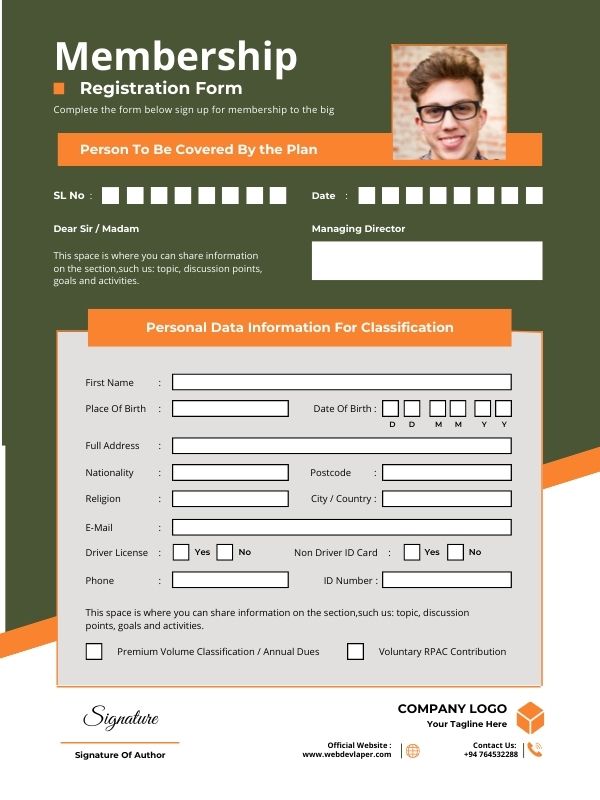 Membership
Registration Form
Complete the form below sign up for membership to the big
Person To Be Covered By the Plan
SL No :
Date :
Dear Sir / Madam
Managing Director
This space is where you can share information
on the section,such us: topic, discussion points,
goals and activities.
Personal Data Information For Classification
First Name :
Place Of Birth :
Date Of Birth :
D D M M Y Y
Full Address :
Nationality :
Postcode :
Religion :
City / Country :
E-Mail :
Driver License : Yes No
Non Driver ID Card : Yes No
Phone :
ID Number :
This space is where you can share information on the section,such us: topic, discussion
points, goals and activities.
Premium Volume Classification / Annual Dues
Voluntary RPAC Contribution
Signature
Signature Of Author
COMPANY LOGO
Your Tagline Here
Official Website :
www.webdevlaper.com
Contact Us:
+94 764532288